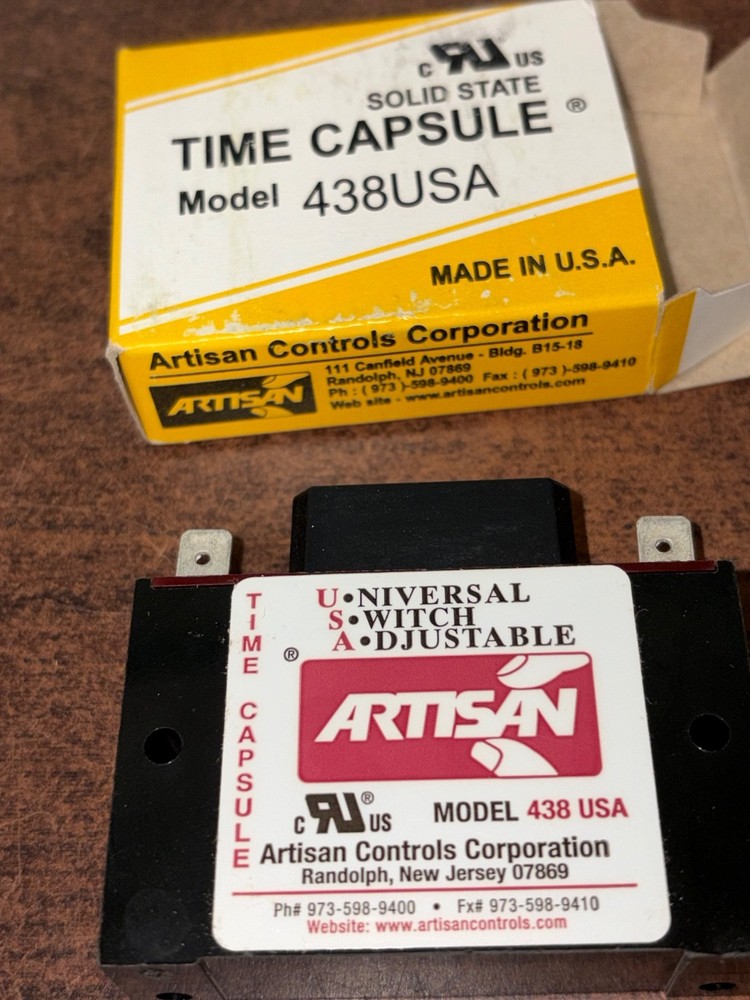 c RU US
SOLID STATE
TIME CAPSULE ®
Model 438USA
MADE IN U.S.A.
Artisan Controls Corporation
ARTISAN
111 Canfield Avenue - Bldg. B15-18
Randolph, NJ 07869
Ph : ( 973 )-598-9400 Fax : ( 973 )-598-9410
Web site - www.artisancontrols.com
TIME CAPSULE ®
U•NIVERSAL
S•WITCH
A•DJUSTABLE
ARTISAN
c RU ® US MODEL 438 USA
Artisan Controls Corporation
Randolph, New Jersey 07869
Ph# 973-598-9400 • Fx# 973-598-9410
Website: www.artisancontrols.com